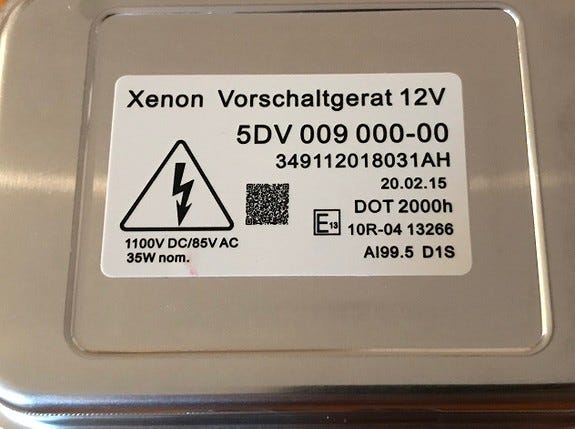 Xenon Vorschaltgerat 12V
5DV 009 000-00
349112018031AH
20.02.15
DOT 2000h
E13 10R-04 13266
AI99.5 D1S
1100V DC/85V AC
35W nom.